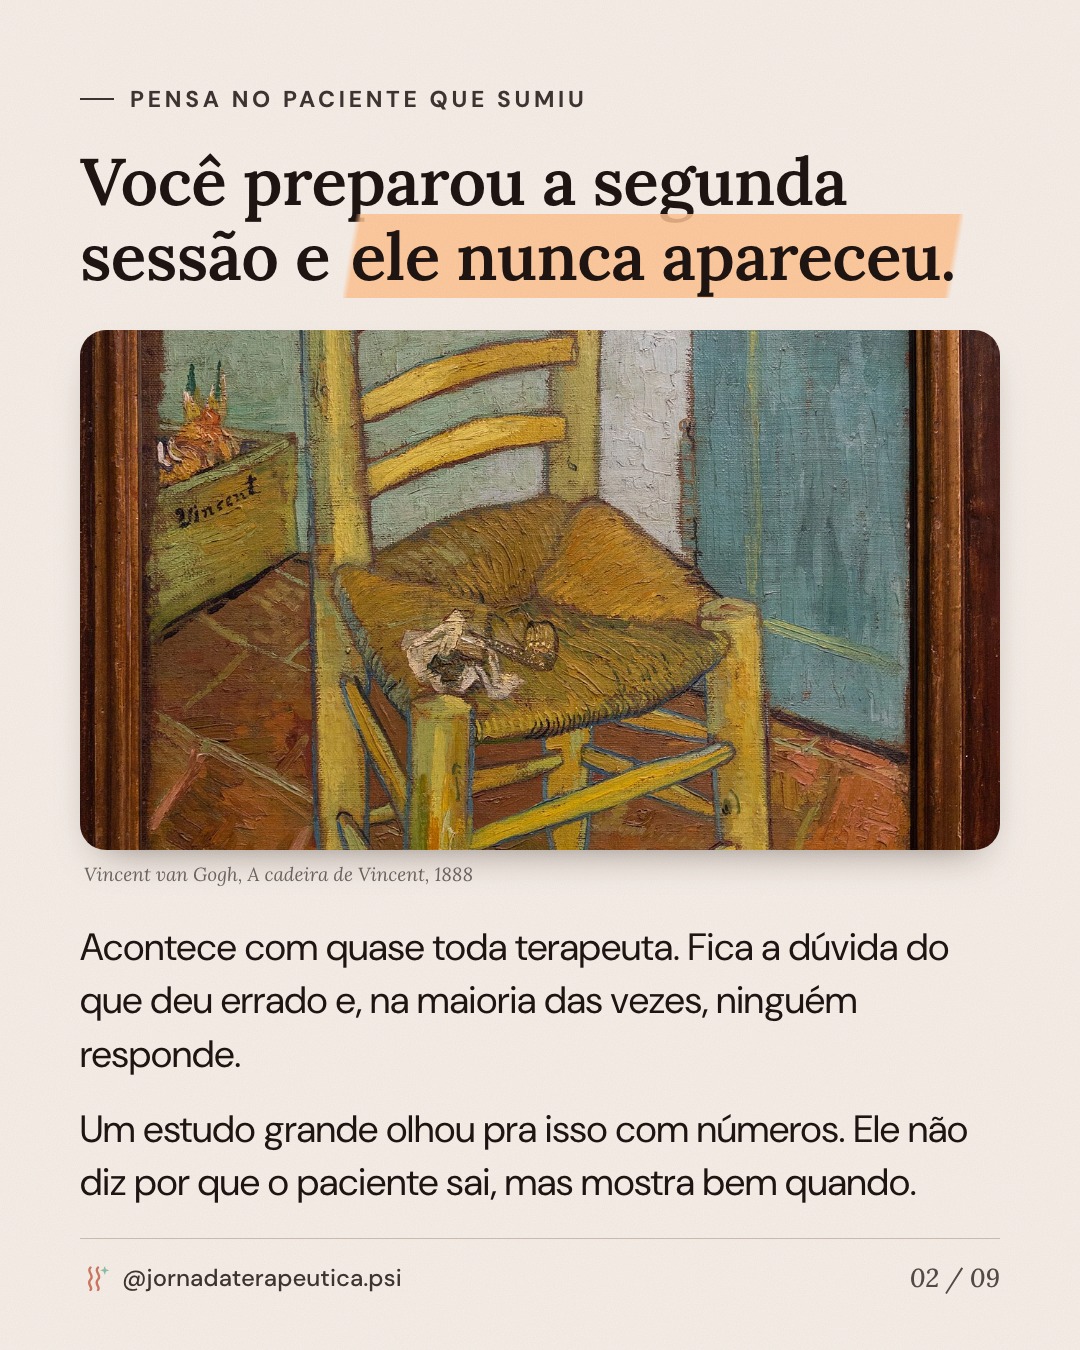 PENSA NO PACIENTE QUE SUMIU
Você preparou a segunda
sessão e ele nunca apareceu.
Vincent
Vincent van Gogh, A cadeira de Vincent, 1888
Acontece com quase toda terapeuta. Fica a dúvida do
que deu errado e, na maioria das vezes, ninguém
responde.
Um estudo grande olhou pra isso com números. Ele não
diz por que o paciente sai, mas mostra bem quando.
@jornadaterapeutica.psi
02 / 09